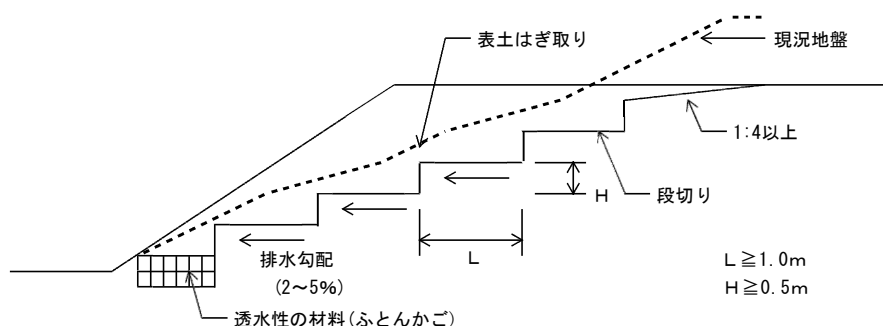 表土はぎ取り
現況地盤
1:4以上
段切り
H
L
排水勾配
(2～5%)
L≧1.0m
H≧0.5m
透水性の材料(ふとんかご)